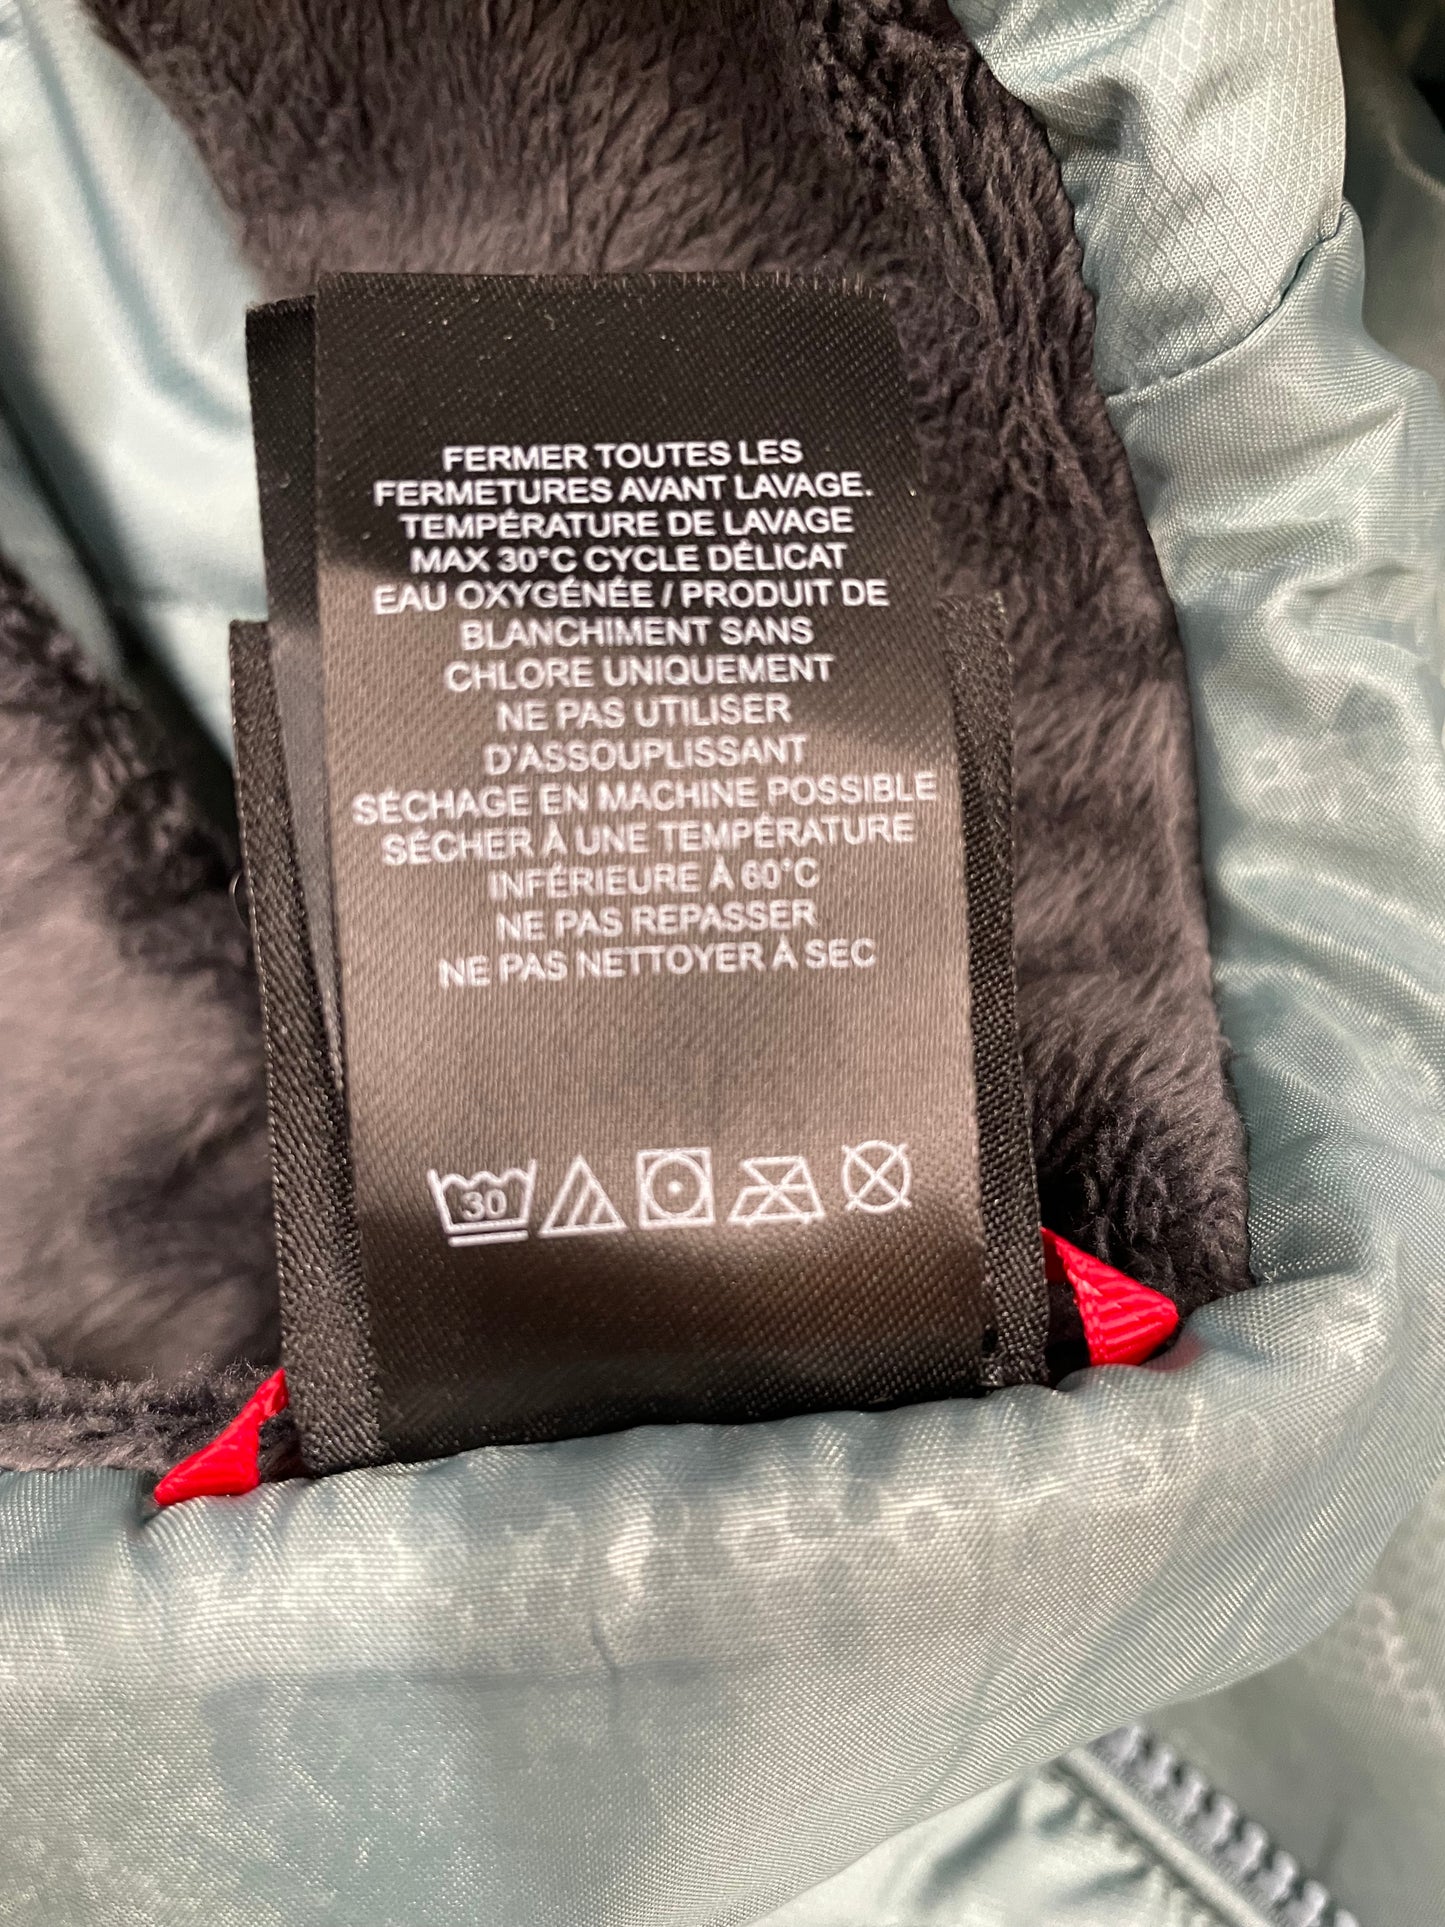 FERMER TOUTES LES
FERMETURES AVANT LAVAGE.
TEMPÉRATURE DE LAVAGE
MAX 30°C CYCLE DÉLICAT
EAU OXYGÉNÉE / PRODUIT DE
BLANCHIMENT SANS
CHLORE UNIQUEMENT
NE PAS UTILISER
D'ASSOUPLISSANT
SÉCHAGE EN MACHINE POSSIBLE
SÉCHER À UNE TEMPÉRATURE
INFÉRIEURE À 60°C
NE PAS REPASSER
NE PAS NETTOYER À SEC
30